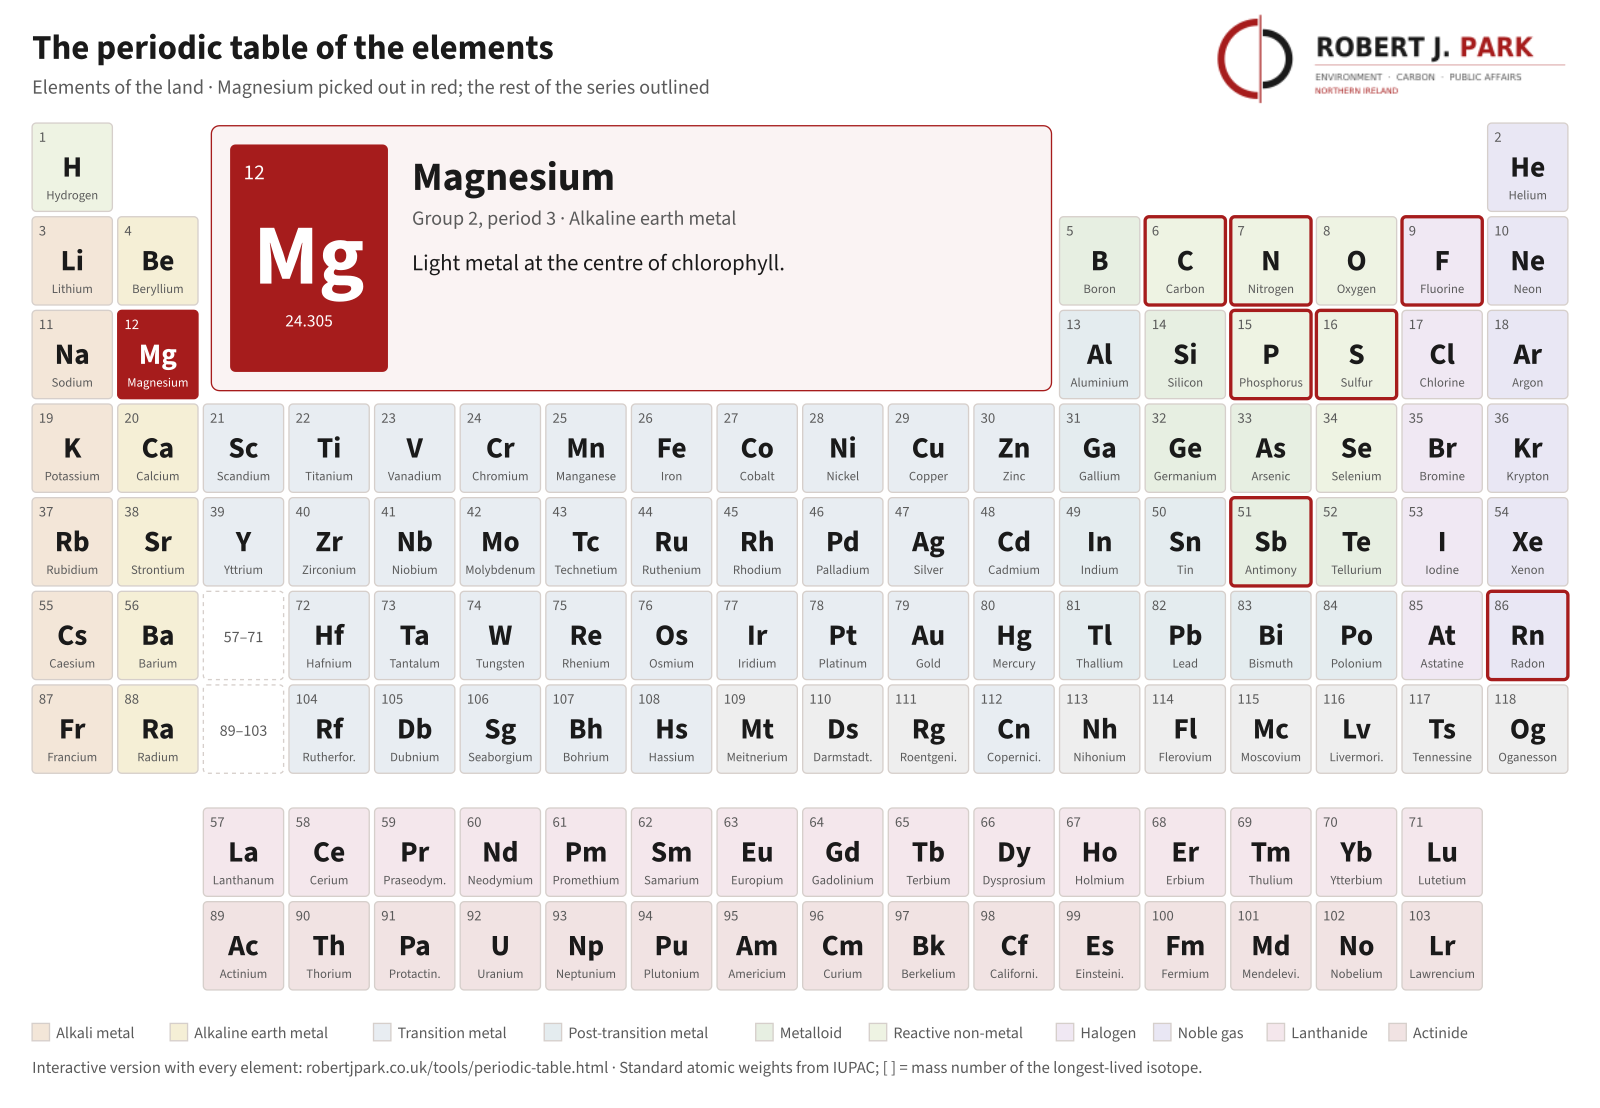 The periodic table of the elements
Elements of the land · Magnesium picked out in red; the rest of the series outlined
ROBERT J. PARK
ENVIRONMENT · CARBON · PUBLIC AFFAIRS
NORTHERN IRELAND
1 2
H He
Hydrogen Helium
12
Mg
24.305
Magnesium
Group 2, period 3 · Alkaline earth metal
Light metal at the centre of chlorophyll.
3 4 5 6 7 8 9 10
Li Be B C N O F Ne
Lithium Beryllium Boron Carbon Nitrogen Oxygen Fluorine Neon
11 12 13 14 15 16 17 18
Na Mg Al Si P S Cl Ar
Sodium Magnesium Aluminium Silicon Phosphorus Sulfur Chlorine Argon
19 20 21 22 23 24 25 26 27 28 29 30 31 32 33 34 35 36
K Ca Sc Ti V Cr Mn Fe Co Ni Cu Zn Ga Ge As Se Br Kr
Potassium Calcium Scandium Titanium Vanadium Chromium Manganese Iron Cobalt Nickel Copper Zinc Gallium Germanium Arsenic Selenium Bromine Krypton
37 38 39 40 41 42 43 44 45 46 47 48 49 50 51 52 53 54
Rb Sr Y Zr Nb Mo Tc Ru Rh Pd Ag Cd In Sn Sb Te I Xe
Rubidium Strontium Yttrium Zirconium Niobium Molybdenum Technetium Ruthenium Rhodium Palladium Silver Cadmium Indium Tin Antimony Tellurium Iodine Xenon
55 56 72 73 74 75 76 77 78 79 80 81 82 83 84 85 86
Cs Ba 57–71 Hf Ta W Re Os Ir Pt Au Hg Tl Pb Bi Po At Rn
Caesium Barium Hafnium Tantalum Tungsten Rhenium Osmium Iridium Platinum Gold Mercury Thallium Lead Bismuth Polonium Astatine Radon
87 88 104 105 106 107 108 109 110 111 112 113 114 115 116 117 118
Fr Ra 89–103 Rf Db Sg Bh Hs Mt Ds Rg Cn Nh Fl Mc Lv Ts Og
Francium Radium Rutherfor. Dubnium Seaborgium Bohrium Hassium Meitnerium Darmstadt. Roentgeni. Copernici. Nihonium Flerovium Moscovium Livermori. Tennessine Oganesson
57 58 59 60 61 62 63 64 65 66 67 68 69 70 71
La Ce Pr Nd Pm Sm Eu Gd Tb Dy Ho Er Tm Yb Lu
Lanthanum Cerium Praseodym. Neodymium Promethium Samarium Europium Gadolinium Terbium Dysprosium Holmium Erbium Thulium Ytterbium Lutetium
89 90 91 92 93 94 95 96 97 98 99 100 101 102 103
Ac Th Pa U Np Pu Am Cm Bk Cf Es Fm Md No Lr
Actinium Thorium Protactin. Uranium Neptunium Plutonium Americium Curium Berkelium Californi. Einsteini. Fermium Mendelevi. Nobelium Lawrencium
Alkali metal Alkaline earth metal Transition metal Post-transition metal Metalloid Reactive non-metal Halogen Noble gas Lanthanide Actinide
Interactive version with every element: robertjpark.co.uk/tools/periodic-table.html · Standard atomic weights from IUPAC; [ ] = mass number of the longest-lived isotope.